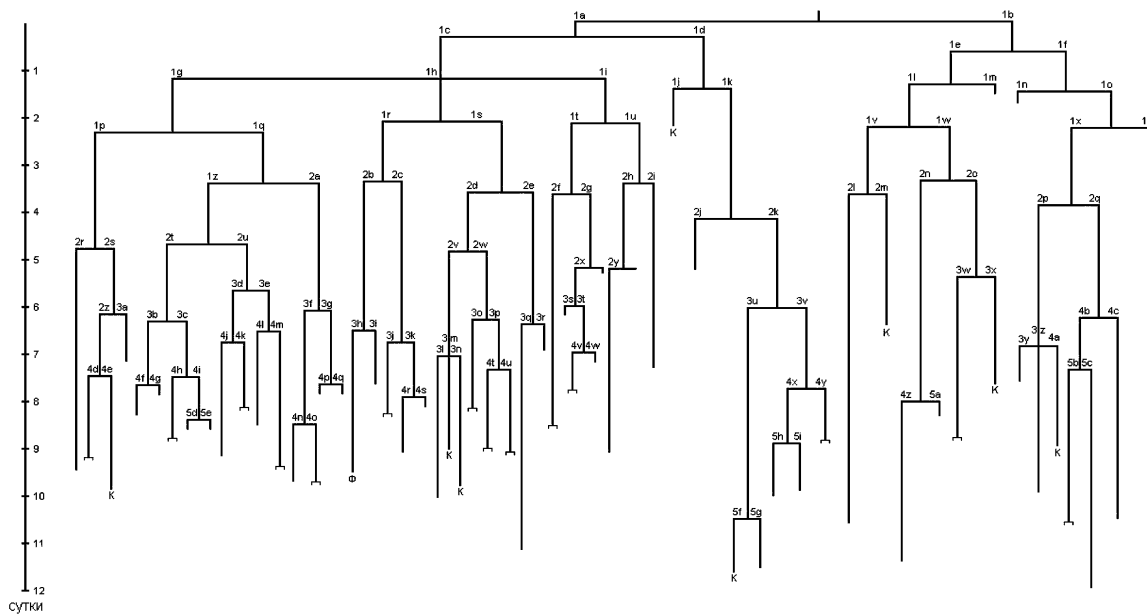 1a 1b
1c 1d
1e 1f
1 1g 1h 1i
1j 1k 1l 1m
1n 1o
2 1r 1s 1t 1u
1p 1q 1v 1w 1x 1
К
3 1z 2a 2b 2c 2h 2i 2n 2o
2d 2e 2f 2g 2l 2m
4 2p 2q
2j 2k
2r 2s 2t 2u 2v 2w
5 2x 2y 3w 3x
3d 3e
6 2z 3a 3f 3g 3s 3t 3u 3v
3b 3c 3o 3p 3q 3r 4b 4c
4l 4m 3h 3i К
4j 4k 3j 3k 3m 3y 3z 4a
7 3l 3n 4v 4w
4d 4e 4h 4i 4t 4u 5b 5c
4f 4g 4p 4q 4x 4y К
8 4r 4s 4z 5a
5d 5e
4n 4o 5h 5i
9 К К
Ф
10 К К
5f 5g
11
К
12
сутки